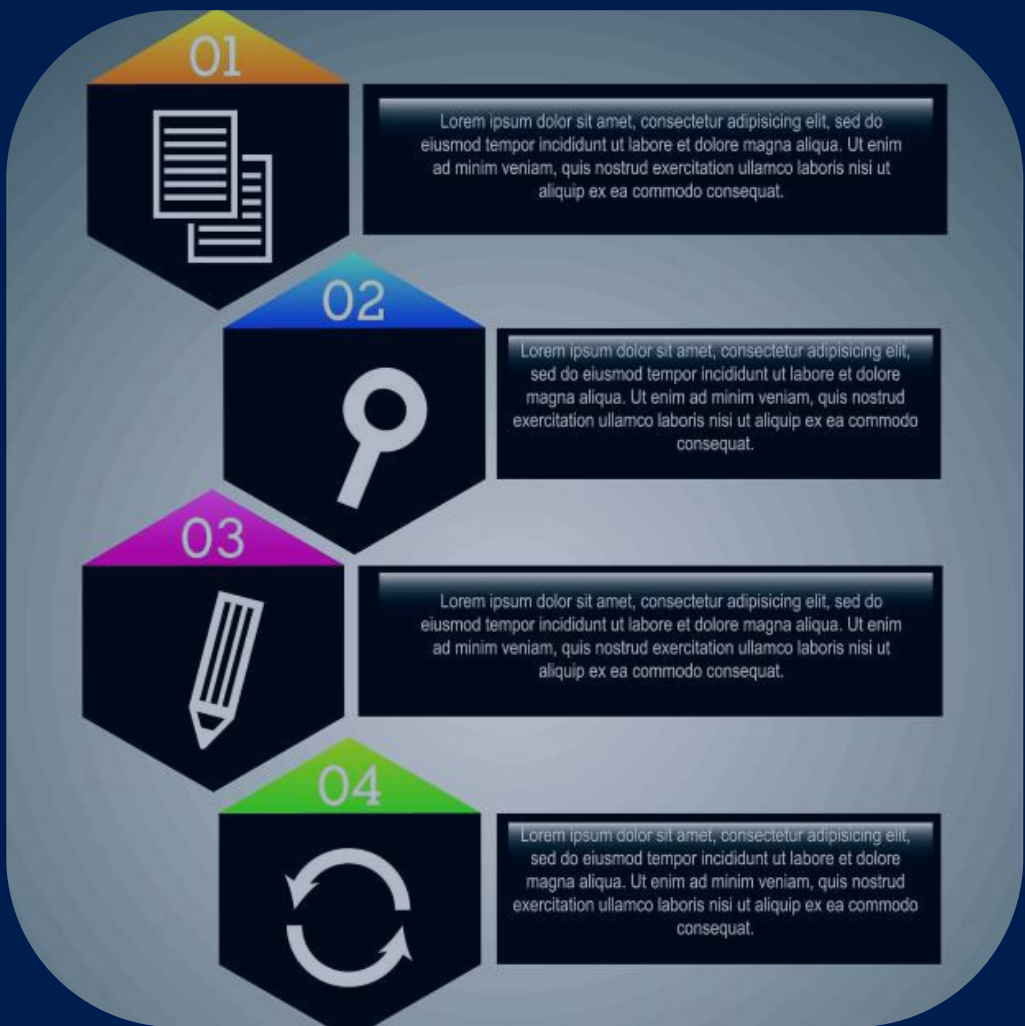 01
Lorem ipsum dolor sit amet, consectetur adipisicing elit, sed do
eiusmod tempor incididunt ut labore et dolore magna aliqua. Ut enim
ad minim veniam, quis nostrud exercitation ullamco laboris nisi ut
aliquip ex ea commodo consequat.
02
Lorem ipsum dolor sit amet, consectetur adipisicing elit,
sed do eiusmod tempor incididunt ut labore et dolore
magna aliqua. Ut enim ad minim veniam, quis nostrud
exercitation ullamco laboris nisi ut aliquip ex ea commodo
consequat.
03
Lorem ipsum dolor sit amet, consectetur adipisicing elit, sed do
eiusmod tempor incididunt ut labore et dolore magna aliqua. Ut enim
ad minim veniam, quis nostrud exercitation ullamco laboris nisi ut
aliquip ex ea commodo consequat.
04
Lorem ipsum dolor sit amet, consectetur adipisicing elit,
sed do eiusmod tempor incididunt ut labore et dolore
magna aliqua. Ut enim ad minim veniam, quis nostrud
exercitation ullamco laboris nisi ut aliquip ex ea commodo
consequat.